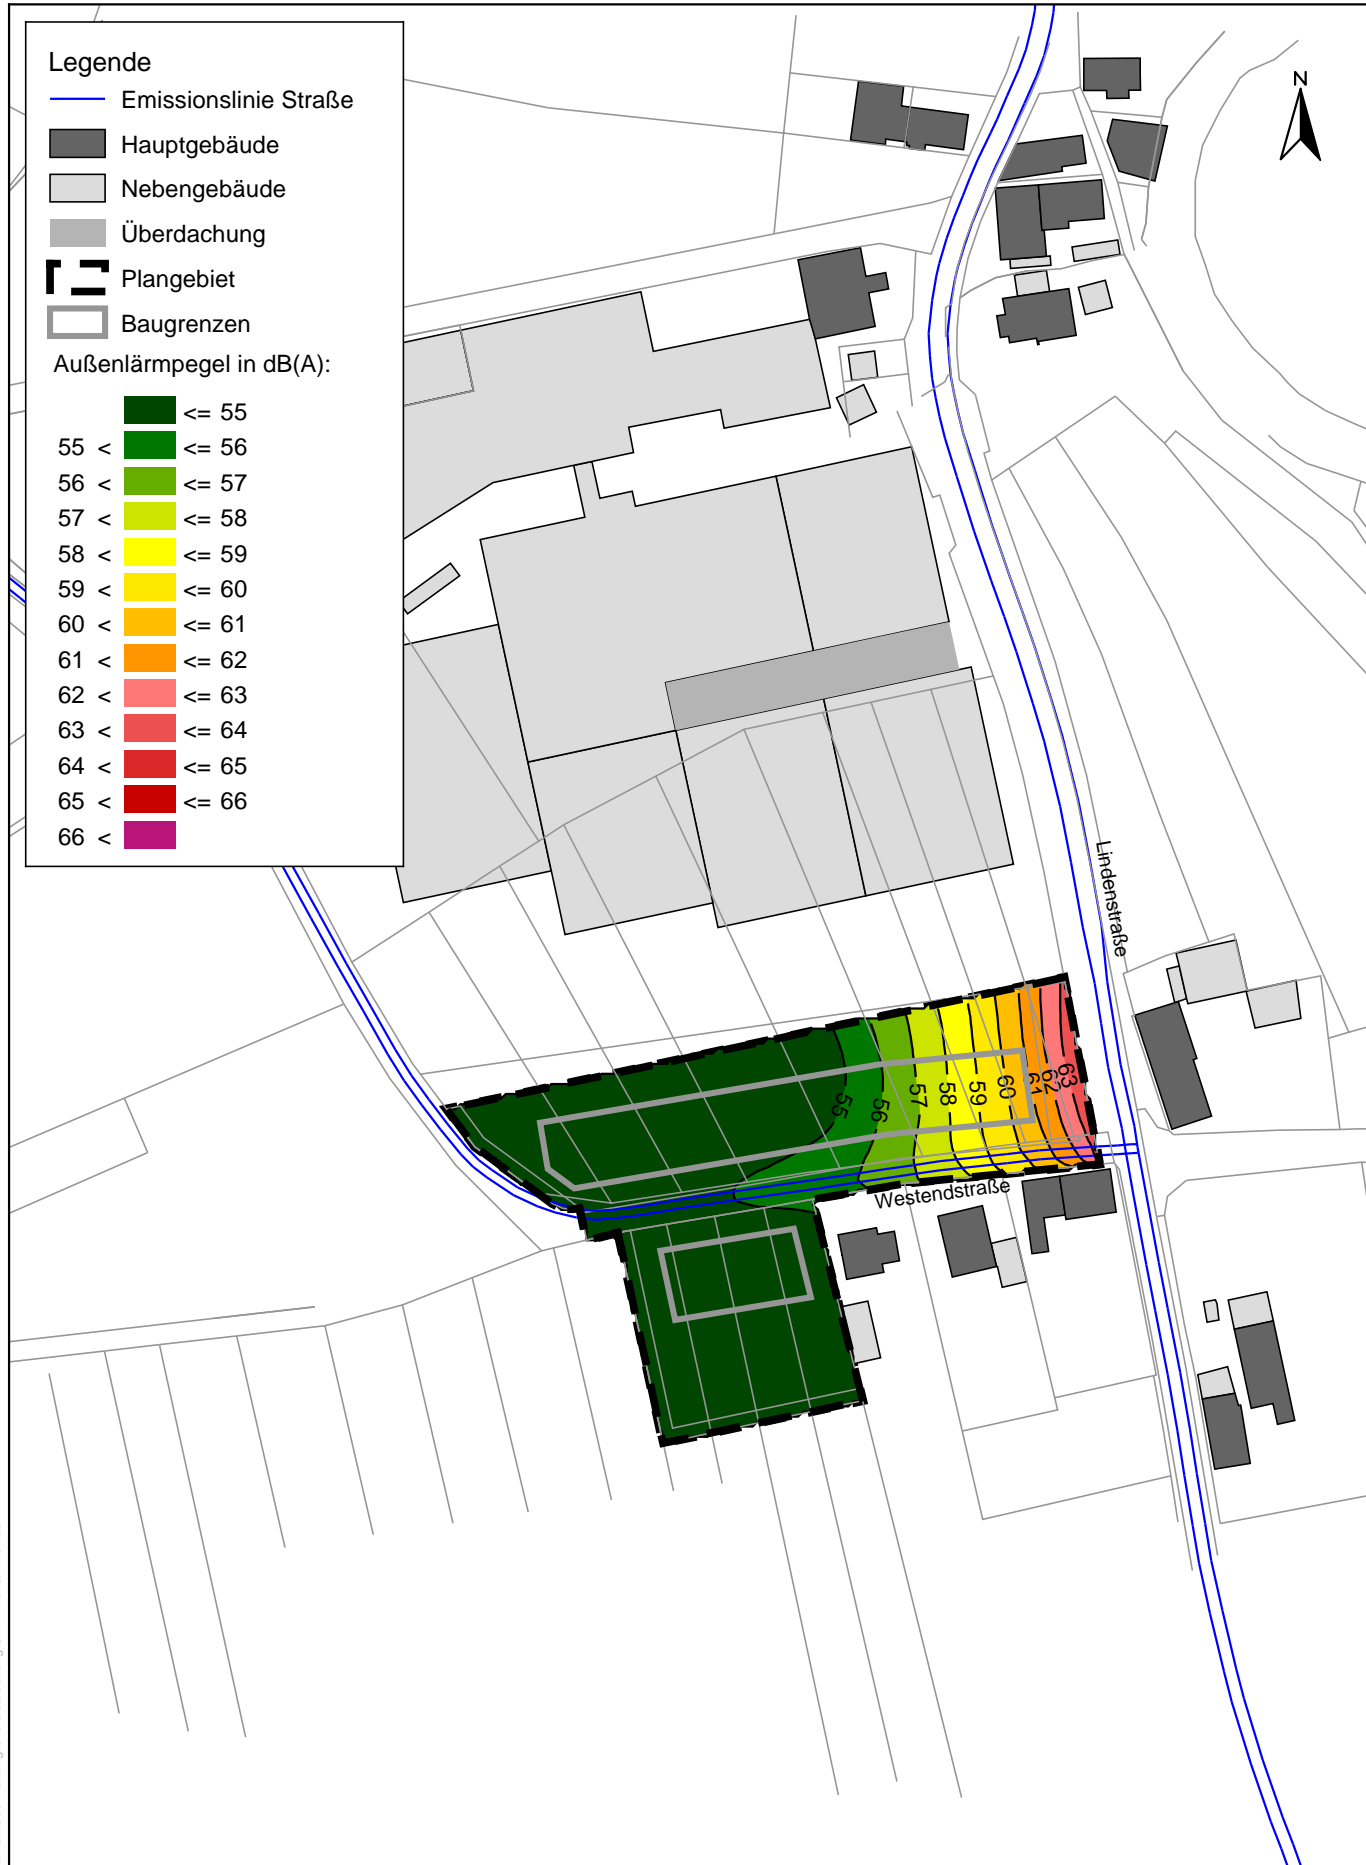 Legende
Emissionslinie Straße
Hauptgebäude
Nebengebäude
Überdachung
Plangebiet
Baugrenzen
Außenlärmpegel in dB(A):
<= 55
55 < <= 56
56 < <= 57
57 < <= 58
58 < <= 59
59 < <= 60
60 < <= 61
61 < <= 62
62 < <= 63
63 < <= 64
64 < <= 65
65 < <= 66
66 <
N
Lindenstraße
55
56
57
58
59
60
61
62
63
Westendstraße